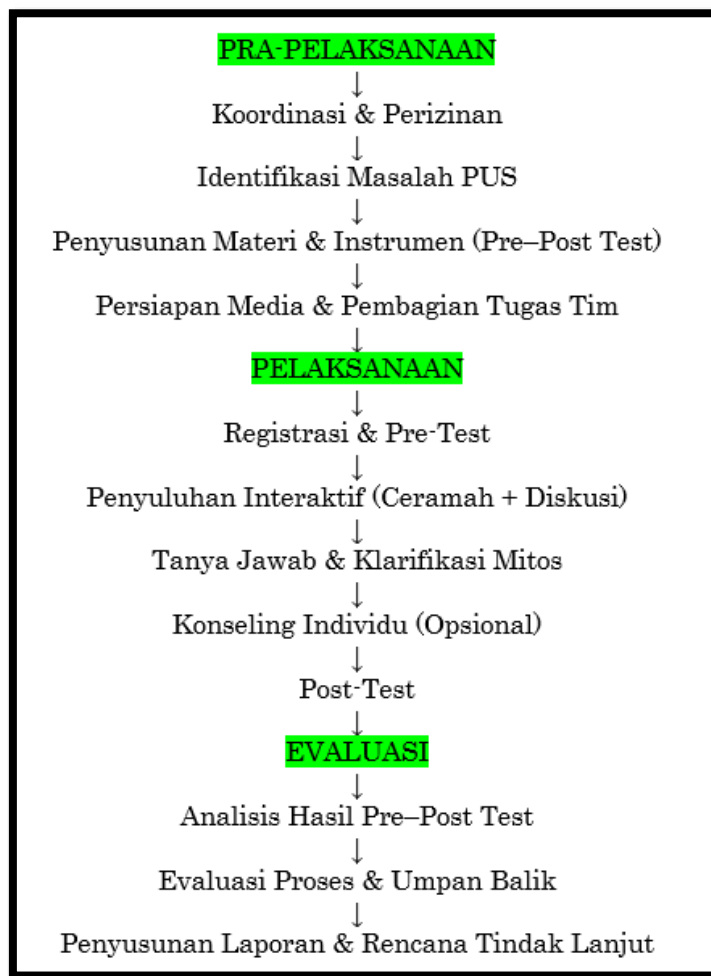 PRA-PELAKSANAAN
↓
Koordinasi & Perizinan
↓
Identifikasi Masalah PUS
↓
Penyusunan Materi & Instrumen (Pre–Post Test)
↓
Persiapan Media & Pembagian Tugas Tim
↓
PELAKSANAAN
↓
Registrasi & Pre-Test
↓
Penyuluhan Interaktif (Ceramah + Diskusi)
↓
Tanya Jawab & Klarifikasi Mitos
↓
Konseling Individu (Opsional)
↓
Post-Test
↓
EVALUASI
↓
Analisis Hasil Pre–Post Test
↓
Evaluasi Proses & Umpan Balik
↓
Penyusunan Laporan & Rencana Tindak Lanjut